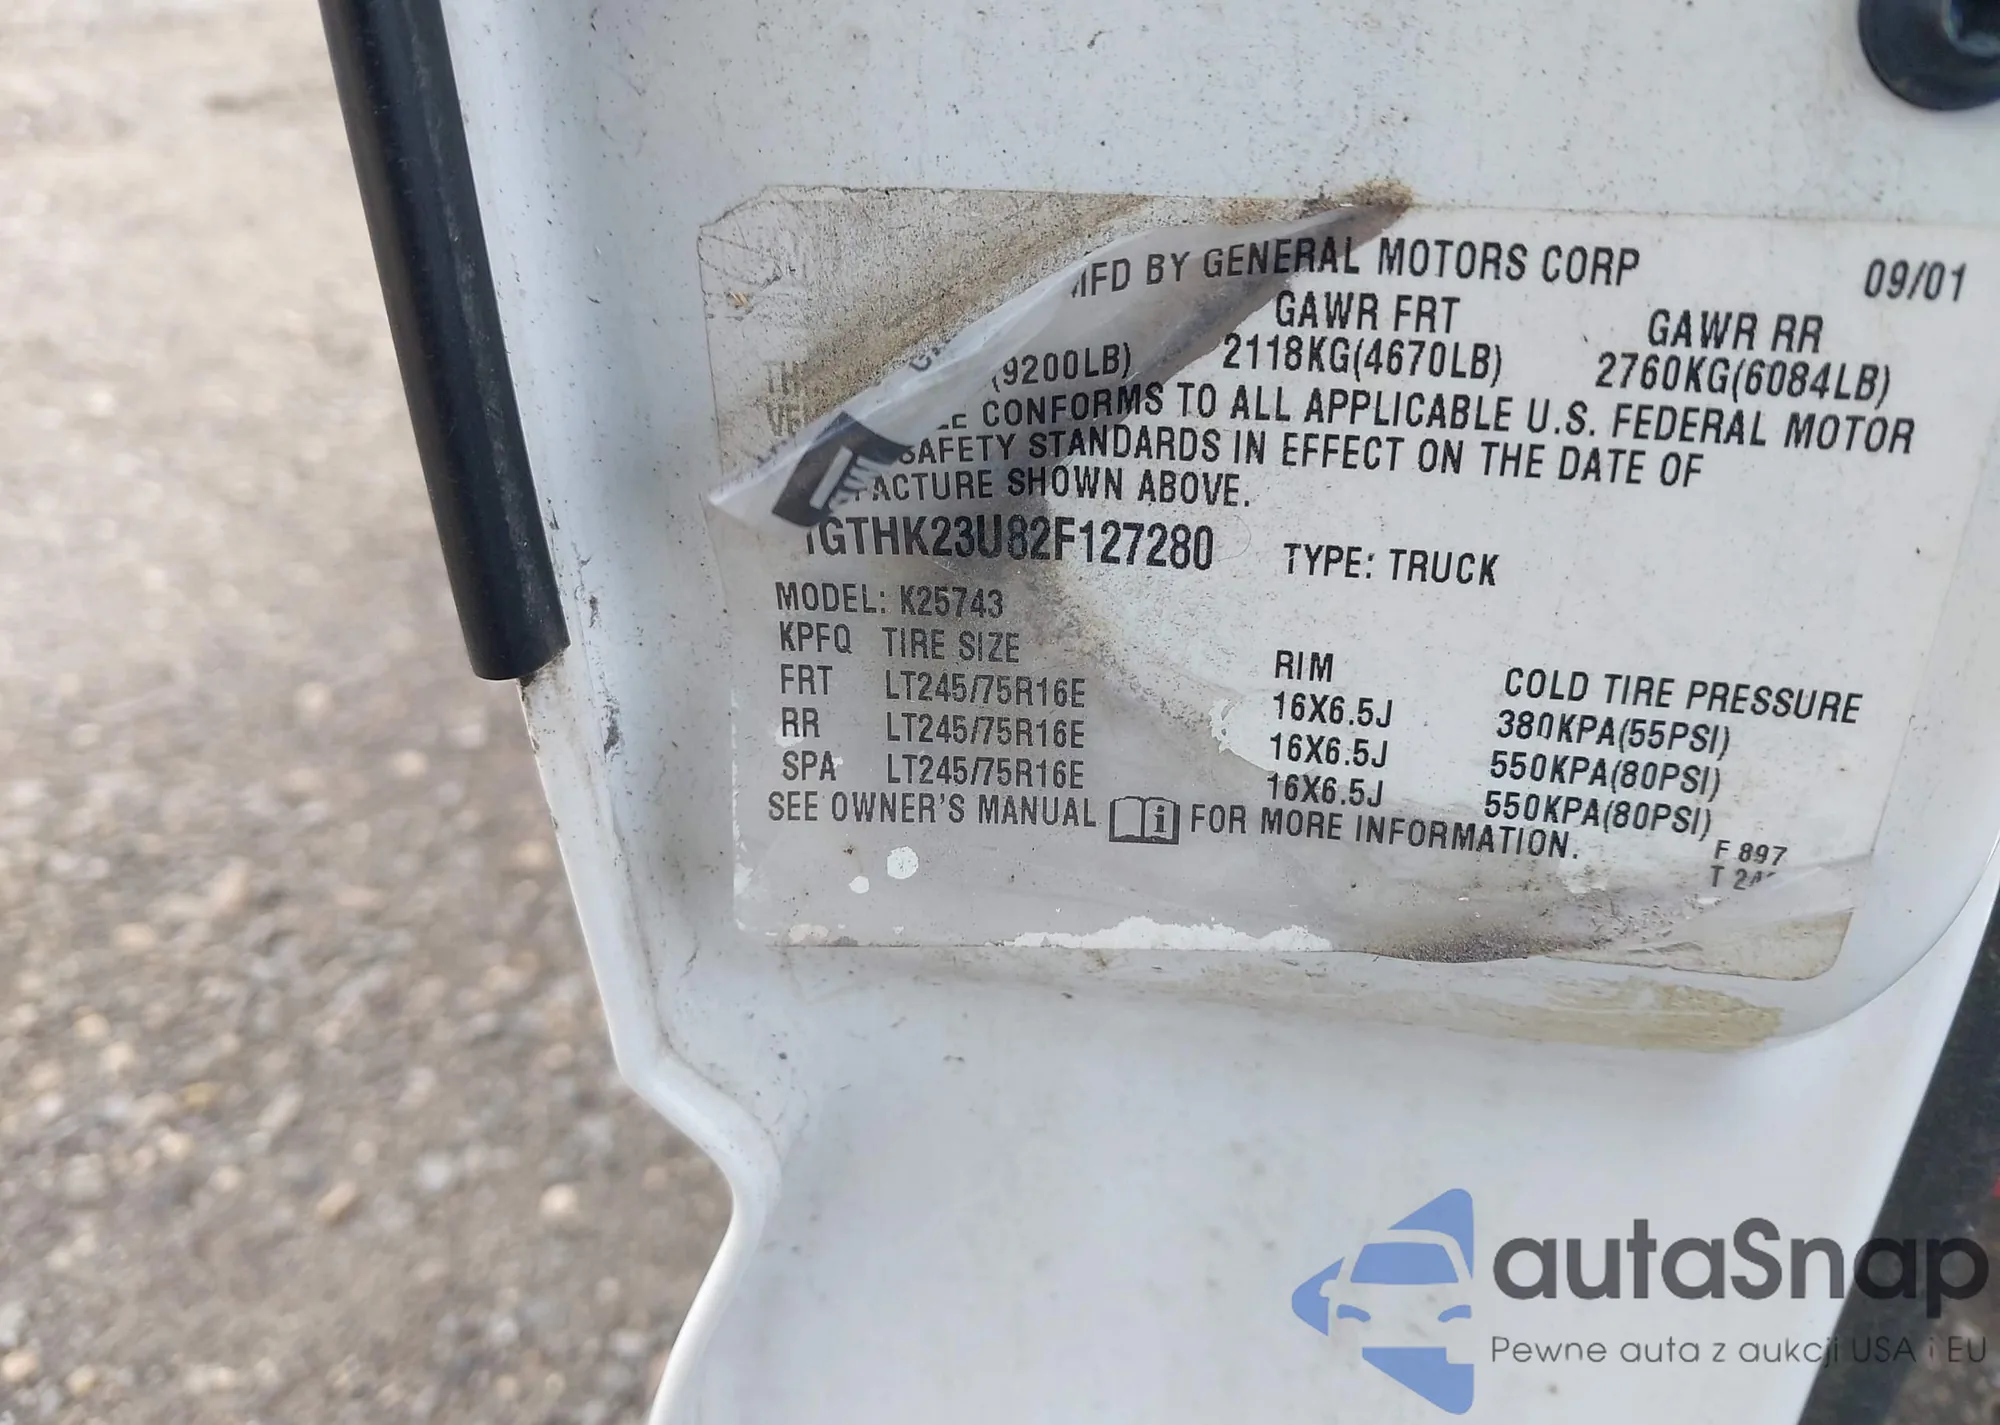 MFD BY GENERAL MOTORS CORP 09/01
GAWR FRT GAWR RR
(9200LB) 2118KG(4670LB) 2760KG(6084LB)
LE CONFORMS TO ALL APPLICABLE U.S. FEDERAL MOTOR
SAFETY STANDARDS IN EFFECT ON THE DATE OF
FACTURE SHOWN ABOVE.
1GTHK23U82F127280 TYPE: TRUCK
MODEL: K25743
KPFQ TIRE SIZE RIM COLD TIRE PRESSURE
FRT LT245/75R16E 16X6.5J 380KPA(55PSI)
RR LT245/75R16E 16X6.5J 550KPA(80PSI)
SPA LT245/75R16E 16X6.5J 550KPA(80PSI)
SEE OWNER'S MANUAL FOR MORE INFORMATION.
F 897
autaSnap
Pewne auta z aukcji USA i EU